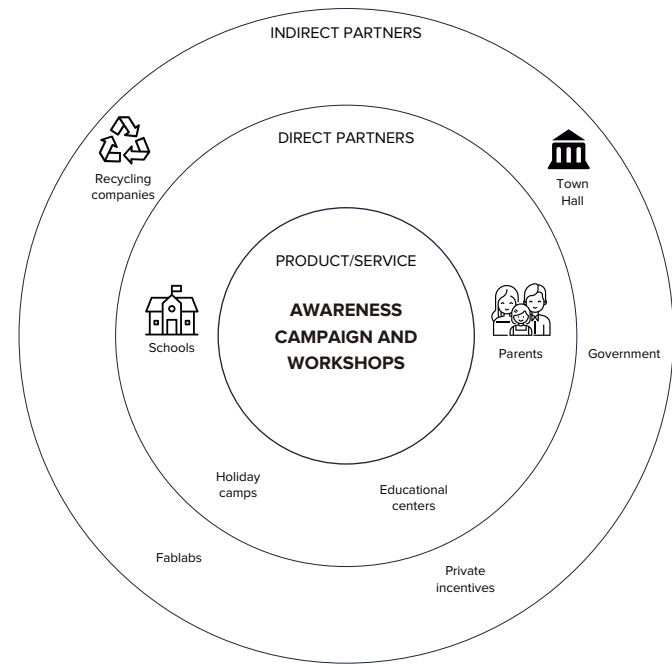 INDIRECT PARTNERS
DIRECT PARTNERS
Recycling
companies
Town
Hall
PRODUCT/SERVICE
AWARENESS
CAMPAIGN AND
WORKSHOPS
Schools
Parents
Government
Holiday
camps
Educational
centers
Fablabs
Private
incentives